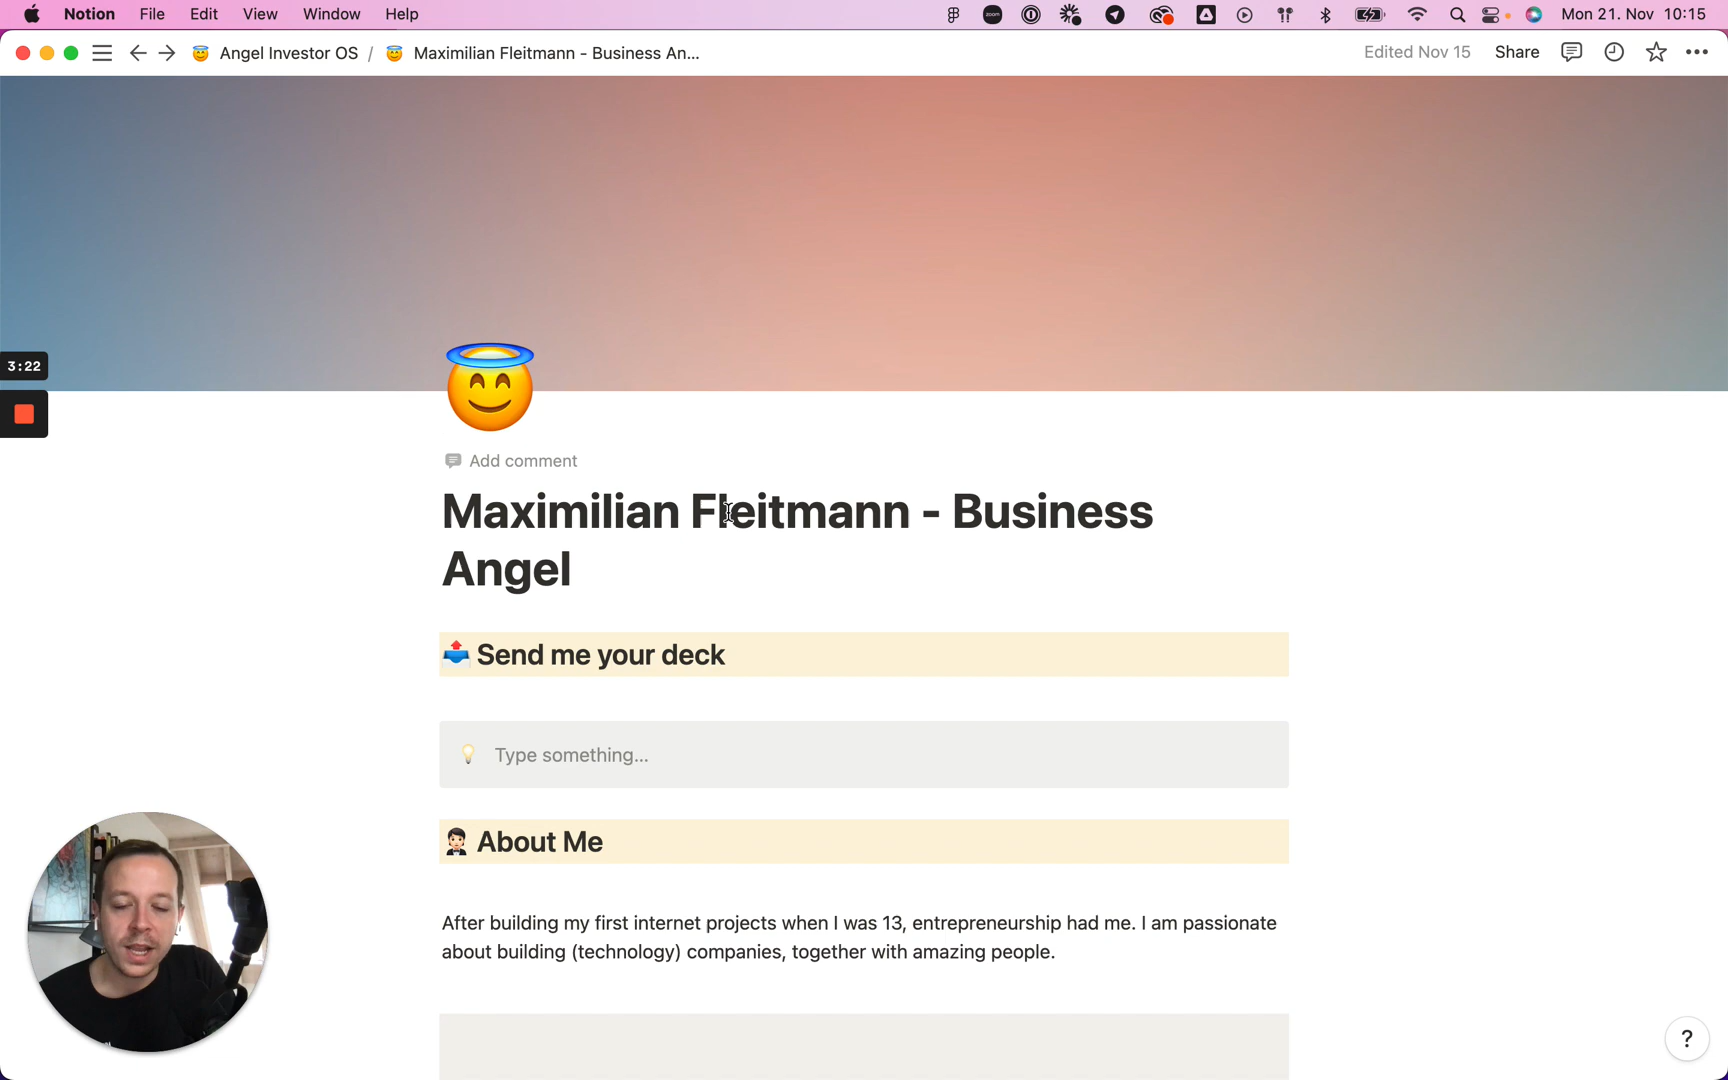 Notion File Edit View Window Help zoom Mon 21. Nov 10:15
Angel Investor OS / Maximilian Fleitmann - Business An... Edited Nov 15 Share
3:22
Add comment
Maximilian Fleitmann - Business
Angel
Send me your deck
Type something...
About Me
After building my first internet projects when I was 13, entrepreneurship had me. I am passionate
about building (technology) companies, together with amazing people.
?